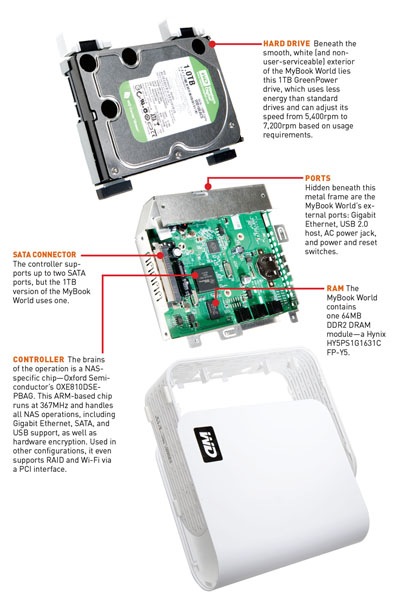 HARD DRIVE Beneath the
smooth, white (and non-
user-serviceable) exterior
of the MyBook World lies
this 1TB GreenPower
drive, which uses less
energy than standard
drives and can adjust its
speed from 5,400rpm to
7,200rpm based on usage
requirements.
1.0TB
PORTS
Hidden beneath this
metal frame are the
MyBook World's ex-
ternal ports: Gigabit
Ethernet, USB 2.0
host, AC power jack,
and power and reset
switches.
SATA CONNECTOR
The controller sup-
ports up to two SATA
ports, but the 1TB
version of the MyBook
World uses one.
RAM The
MyBook World
contains
one 64MB
DDR2 DRAM
module—a Hynix
HY5PS1G1631C
FP-Y5.
CONTROLLER The brains
of the operation is a NAS-
specific chip—Oxford Semi-
conductor's OXE810DSE-
PBAG. This ARM-based chip
runs at 367MHz and handles
all NAS operations, including
Gigabit Ethernet, SATA, and
USB support, as well as
hardware encryption. Used in
other configurations, it even
supports RAID and Wi-Fi via
a PCI interface.
WD